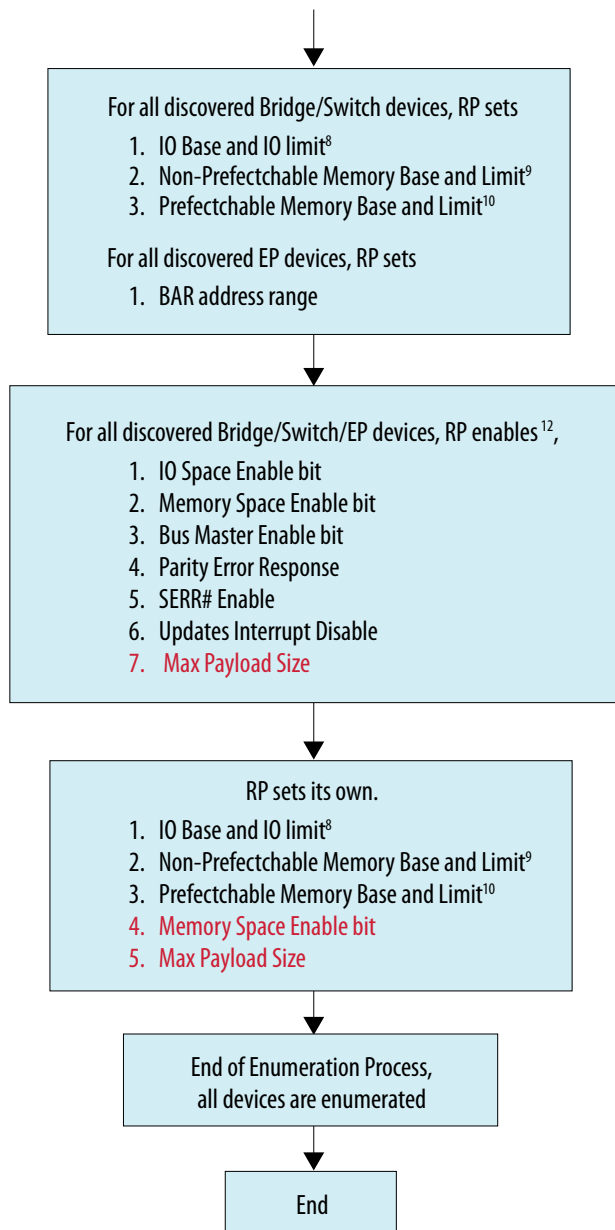 For all discovered Bridge/Switch devices, RP sets
1. IO Base and IO limit⁸
2. Non-Prefectchable Memory Base and Limit⁹
3. Prefectchable Memory Base and Limit¹⁰
For all discovered EP devices, RP sets
1. BAR address range
For all discovered Bridge/Switch/EP devices, RP enables ¹²,
1. IO Space Enable bit
2. Memory Space Enable bit
3. Bus Master Enable bit
4. Parity Error Response
5. SERR# Enable
6. Updates Interrupt Disable
7. Max Payload Size
RP sets its own.
1. IO Base and IO limit⁸
2. Non-Prefectchable Memory Base and Limit⁹
3. Prefectchable Memory Base and Limit¹⁰
4. Memory Space Enable bit
5. Max Payload Size
End of Enumeration Process,
all devices are enumerated
End